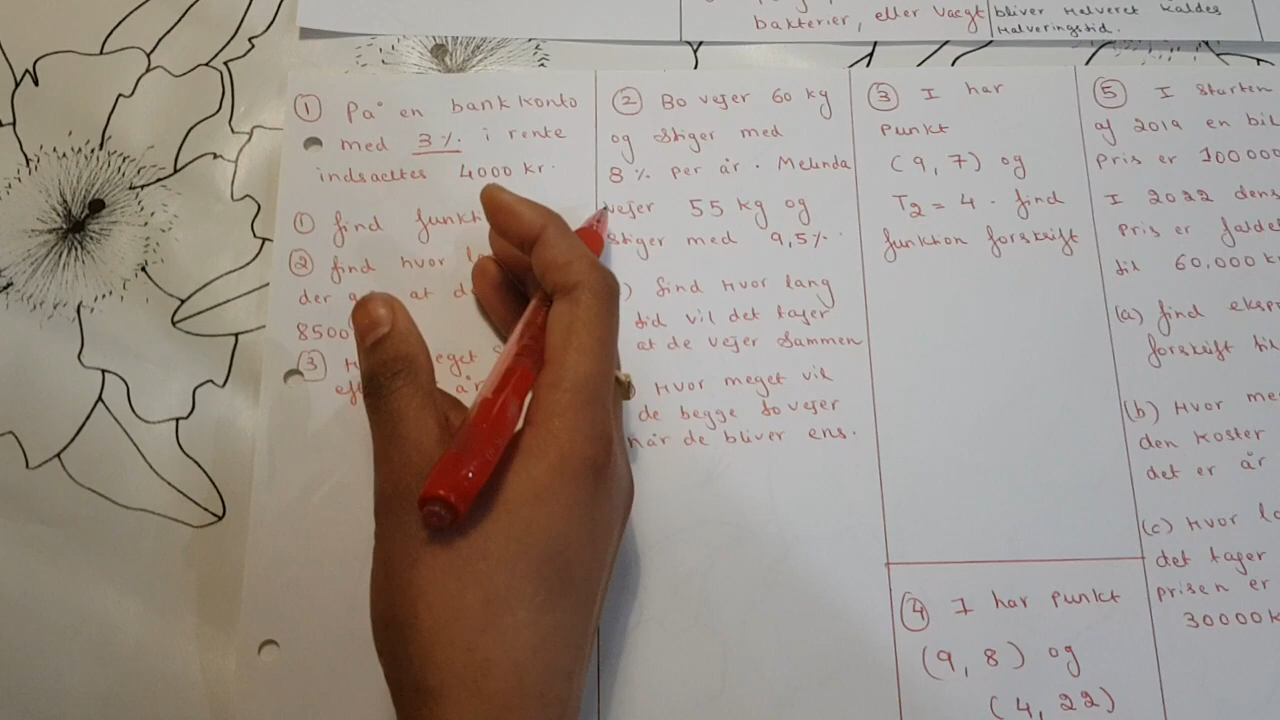 bakterier, eller Vaegt
bliver Halveret kaldes
Halveringstid.
① På en bankkonto
med 3% i rente
indsaettes 4000 kr.
① find
② find hvor
der at
8500
③
② Bo vejer 60 kg
og stiger med
8% per år. Melinda
vejer 55 kg og
stiger med 9,5%.
) find Hvor lang
tid vil det tager
at de vejer sammen
Hvor meget vil
de begge to vejer
når de bliver ens.
③ I har
punkt
(9,7) og
T₂ = 4. find
funktion forskrift
④ I har punkt
(9,8) og
(4,22)
⑤ I starten
af 2019 en bil
pris er 100000
I 2022 dens
pris er
til 60.000
(a) find
forskrift til
(b) Hvor
den koster
det er år
(c) Hvor
det tager
prisen er
30000